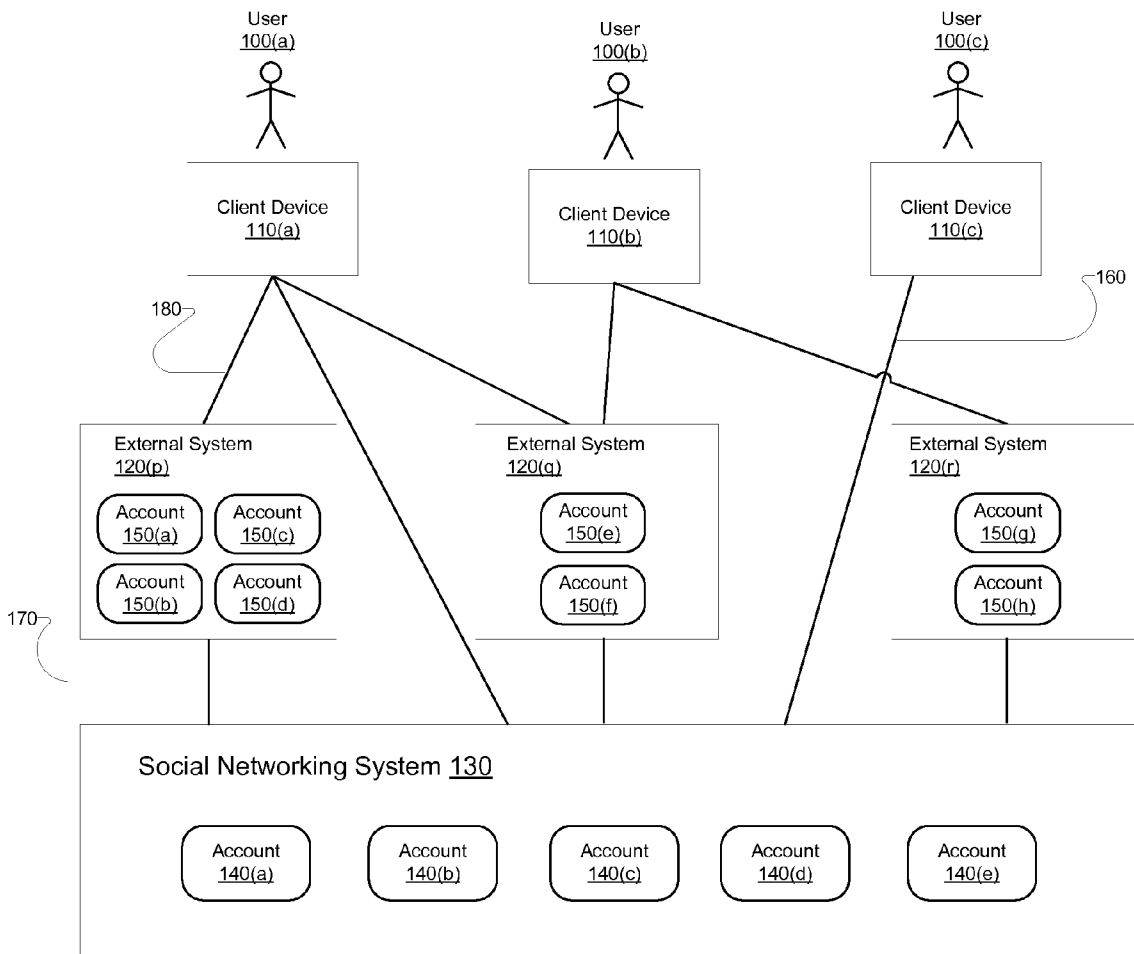 User
100(a)
User
100(b)
User
100(c)
Client Device
110(a)
Client Device
110(b)
Client Device
110(c)
180
160
External System
120(p)
Account
150(a)
Account
150(c)
Account
150(b)
Account
150(d)
External System
120(q)
Account
150(e)
Account
150(f)
External System
120(r)
Account
150(g)
Account
150(h)
170
Social Networking System 130
Account
140(a)
Account
140(b)
Account
140(c)
Account
140(d)
Account
140(e)